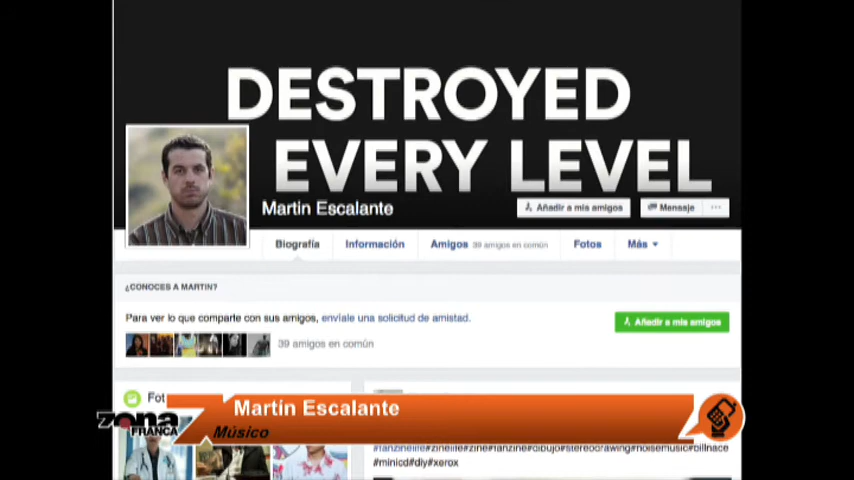 DESTROYED
EVERY LEVEL
Martin Escalante
Añadir a mis amigos
Mensaje
...
Biografía
Información
Amigos 39 amigos en común
Fotos
Más
¿CONOCES A MARTIN?
Para ver lo que comparte con sus amigos, envíale una solicitud de amistad.
Añadir a mis amigos
39 amigos en común
Fot
Martín Escalante
zona
FRANCA
Músico
#fanzinelife#zinelife#zine#fanzine#dibujo#stereodrawing#noisemusic#billnace
#minicd#diy#xerox